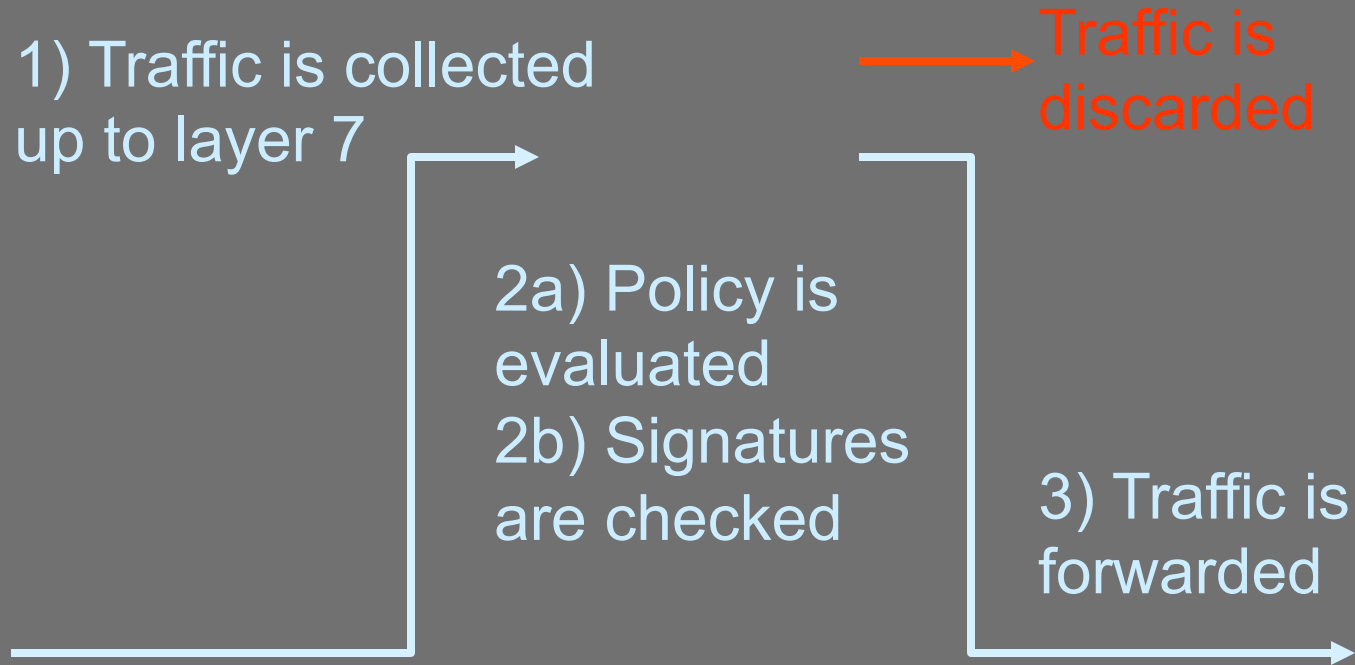 1) Traffic is collected
up to layer 7
Traffic is
discarded
2a) Policy is
evaluated
2b) Signatures
are checked
3) Traffic is
forwarded